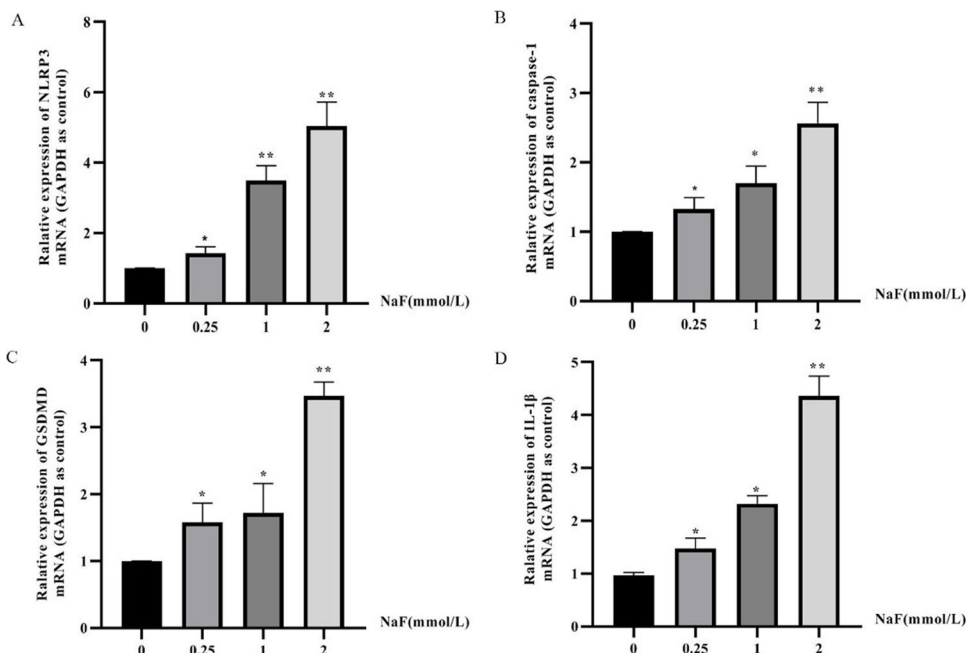 A
Ralative expression of NLRP3
mRNA (GAPDH as control)
8
6
4
2
0
*
**
**
0 0.25 1 2
NaF(mmol/L)
B
Ralative expression of caspase-1
mRNA (GAPDH as control)
4
3
2
1
0
*
*
**
0 0.25 1 2
NaF(mmol/L)
C
Ralative expression of GSDMD
mRNA (GAPDH as control)
4
3
2
1
0
*
*
**
0 0.25 1 2
NaF(mmol/L)
D
Ralative expression of IL-1β
mRNA (GAPDH as control)
5
4
3
2
1
0
*
*
**
0 0.25 1 2
NaF(mmol/L)